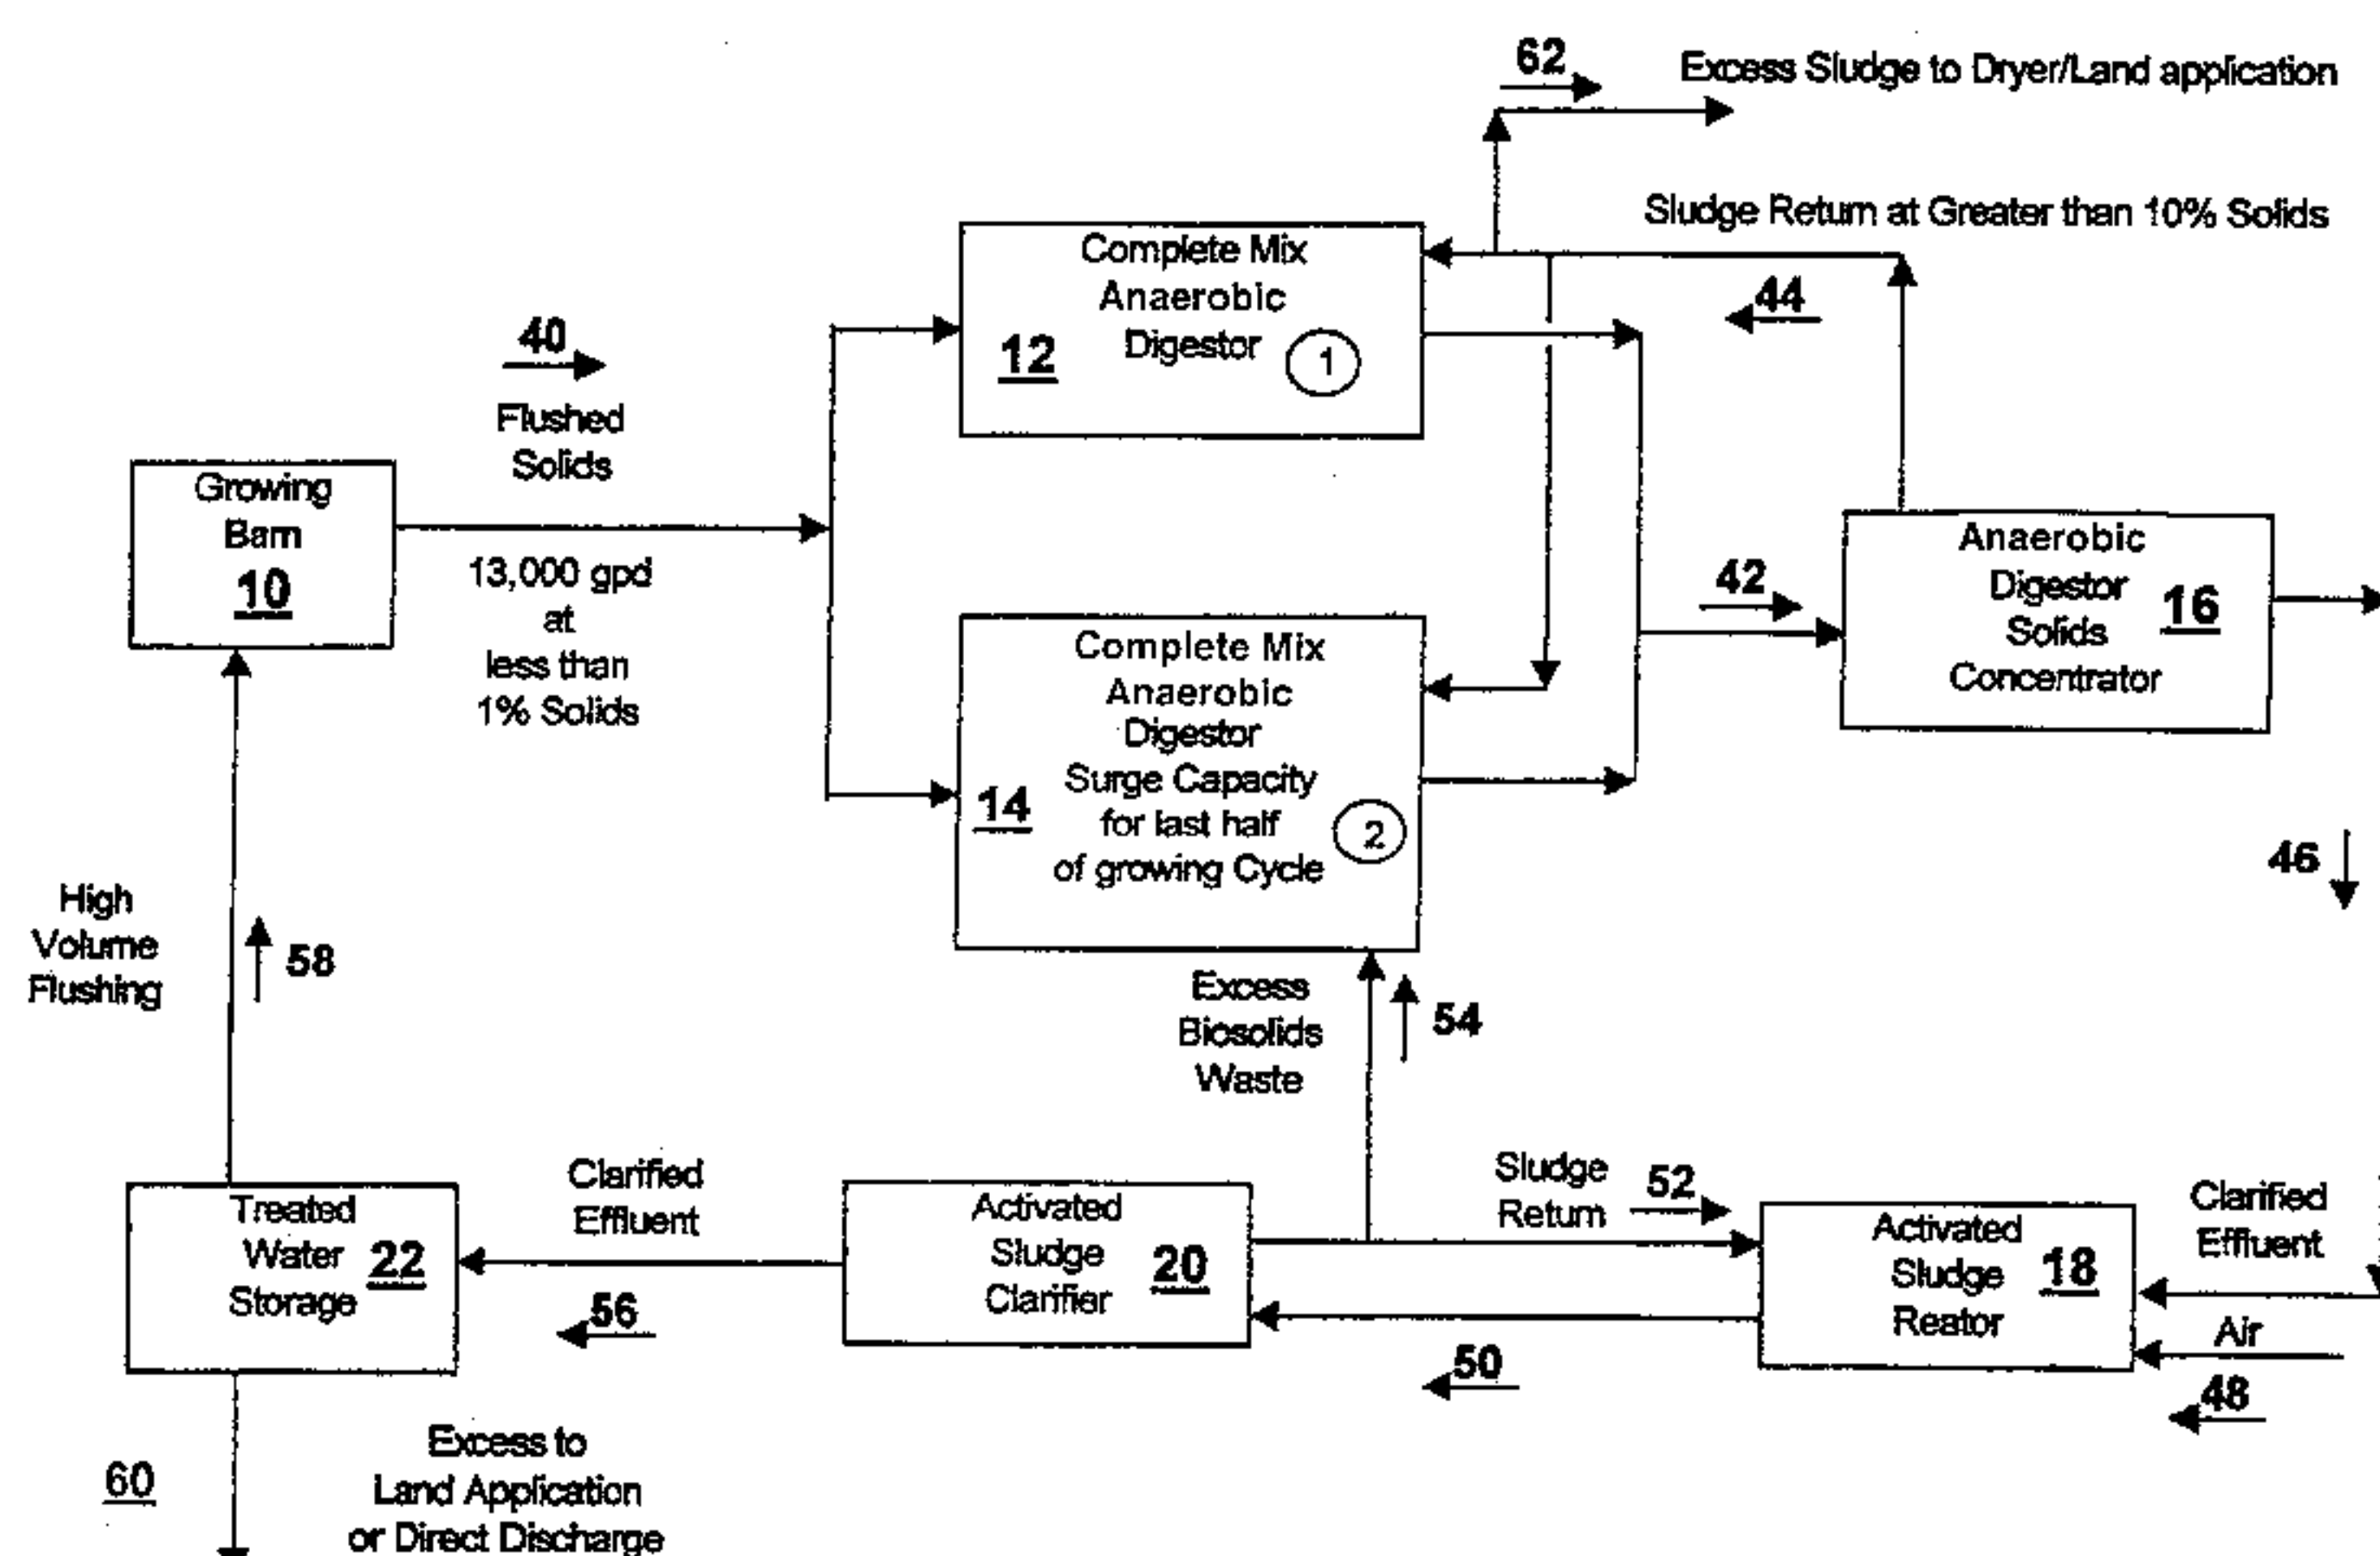 62
Excess Sludge to Dryer/Land application
Sludge Return at Greater than 10% Solids
44
Complete Mix
Anaerobic
Digestor
12
1
40
Flushed
Solids
13,000 gpd
at
less than
1% Solids
Growing
Barn
10
Complete Mix
Anaerobic
Digestor
Surge Capacity
for last half
of growing Cycle
14
2
42
Anaerobic
Digestor
Solids
Concentrator
16
46
High
Volume
Flushing
58
Excess
Biosolids
Waste
54
Treated
Water
Storage
22
Clarified
Effluent
56
Activated
Sludge
Clarifier
20
Sludge
Return
52
50
Activated
Sludge
Reator
18
Clarified
Effluent
Air
48
60
Excess to
Land Application
or Direct Discharge